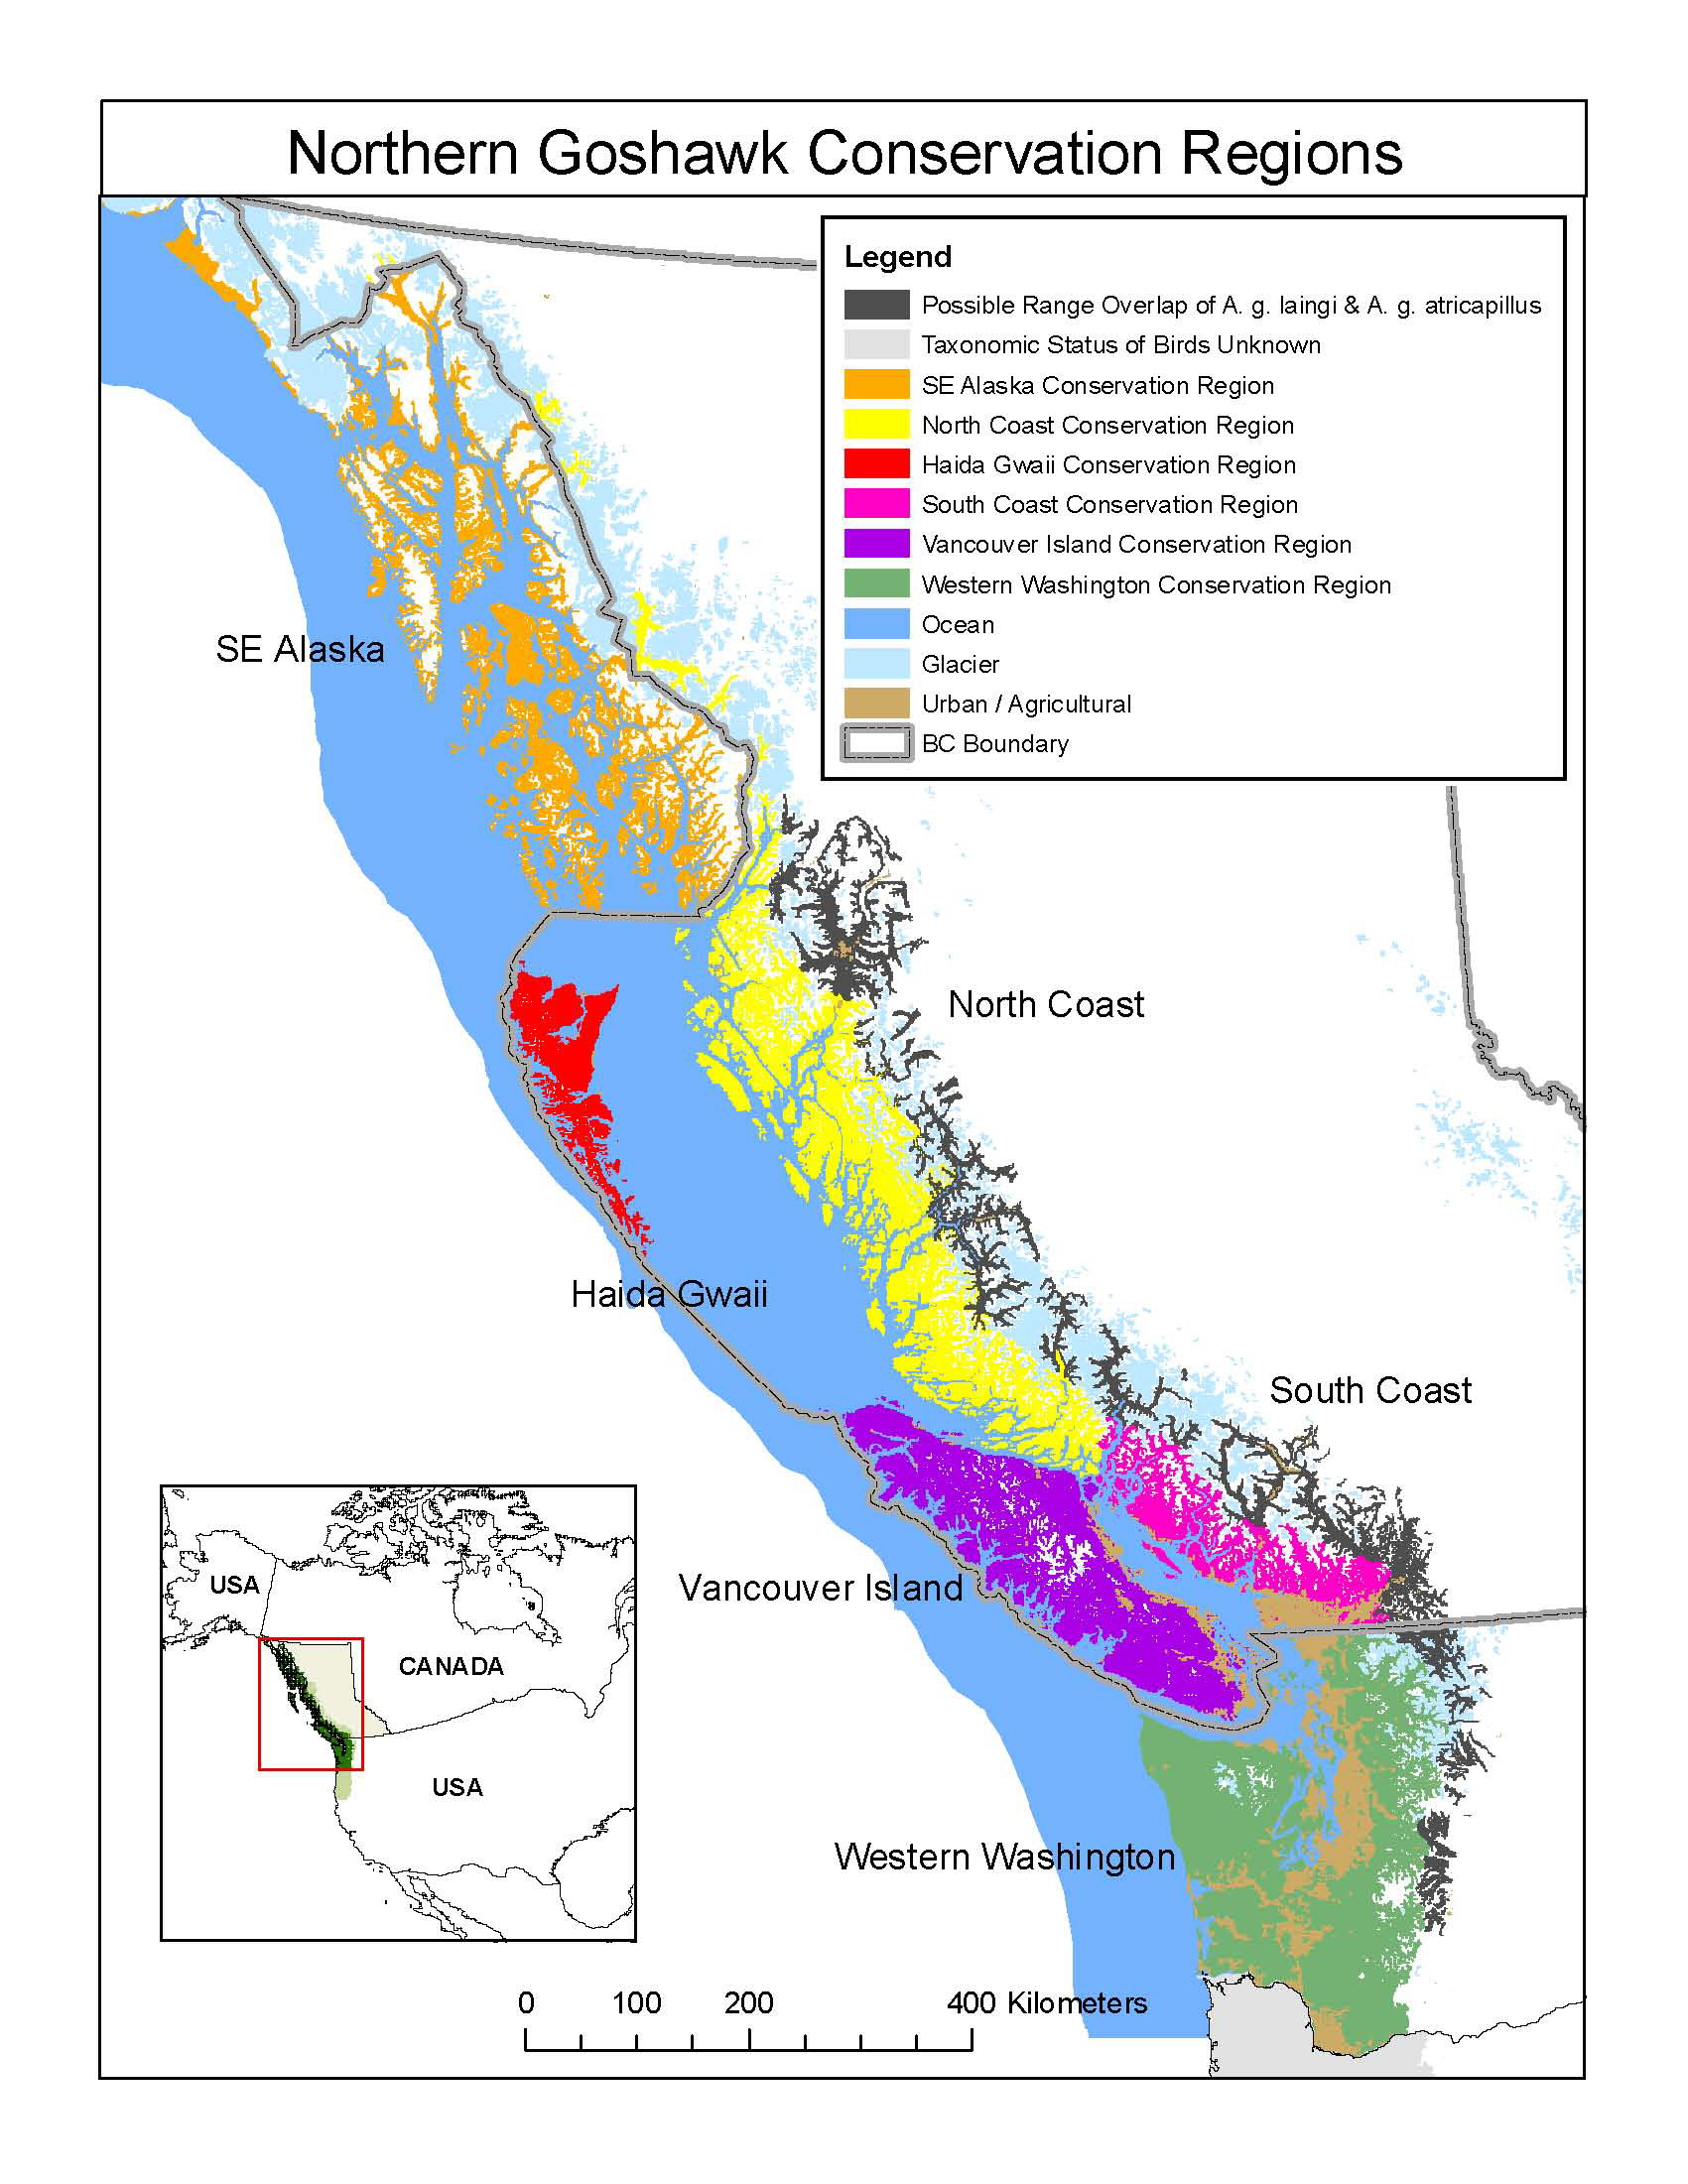 Northern Goshawk Conservation Regions
Legend
Possible Range Overlap of A. g. laingi & A. g. atricapillus
Taxonomic Status of Birds Unknown
SE Alaska Conservation Region
North Coast Conservation Region
Haida Gwaii Conservation Region
South Coast Conservation Region
Vancouver Island Conservation Region
Western Washington Conservation Region
Ocean
Glacier
Urban / Agricultural
BC Boundary
SE Alaska
North Coast
Haida Gwaii
South Coast
Vancouver Island
Western Washington
USA
CANADA
USA
0 100 200 400 Kilometers